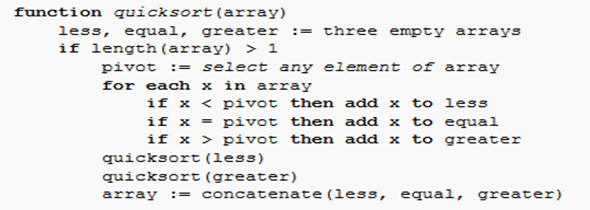 function quicksort(array)
less, equal, greater := three empty arrays
if length(array) > 1
pivot := select any element of array
for each x in array
if x < pivot then add x to less
if x = pivot then add x to equal
if x > pivot then add x to greater
quicksort(less)
quicksort(greater)
array := concatenate(less, equal, greater)